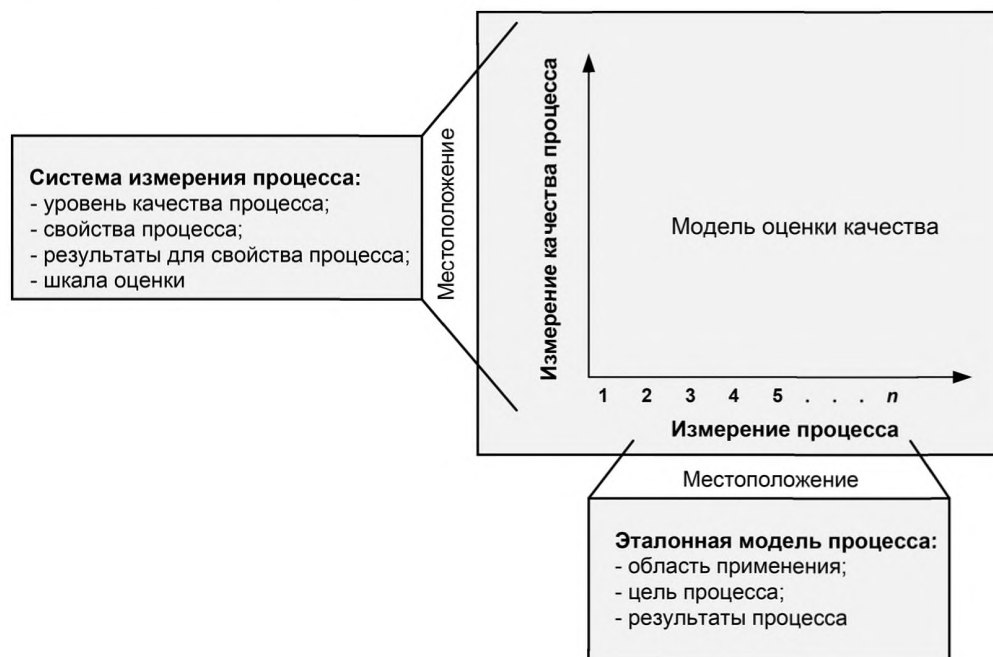 Система измерения процесса:
- уровень качества процесса;
- свойства процесса;
- результаты для свойства процесса;
- шкала оценки
Местоположение
Измерение качества процесса
Модель оценки качества
1 2 3 4 5 . . . n
Измерение процесса
Местоположение
Эталонная модель процесса:
- область применения;
- цель процесса;
- результаты процесса